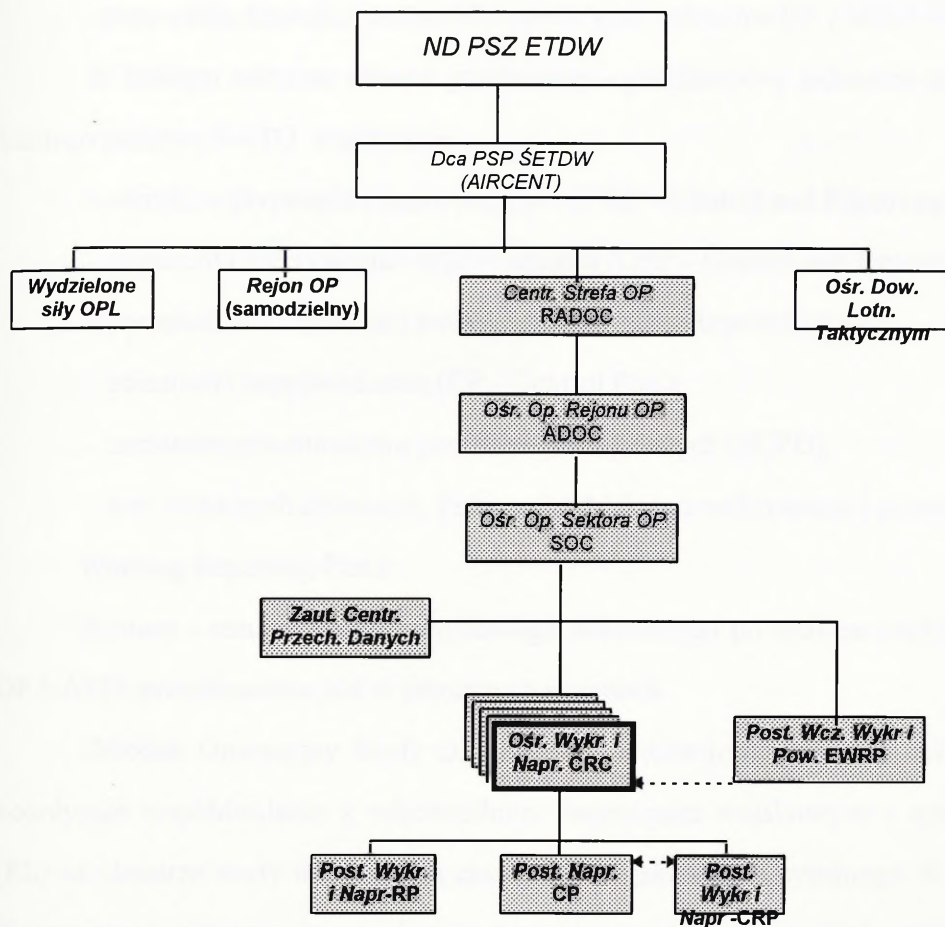 ND PSZ ETDW
Dca PSP ŚETDW
(AIRCENT)
Wydzielone
siły OPL
Rejon OP
(samodzielny)
Centr. Strefa OP
RADOC
Ośr. Dow.
Lotn.
Taktycznym
Ośr. Op. Rejonu OP
ADOC
Ośr. Op. Sektora OP
SOC
Zaut. Centr.
Przech. Danych
Ośr. Wykr. i
Napr. CRC
Post. Wcz. Wykr i
Pow. EWRP
Post. Wykr.
i Napr-RP
Post. Napr.
CP
Post.
Wykr i
Napr -CRP